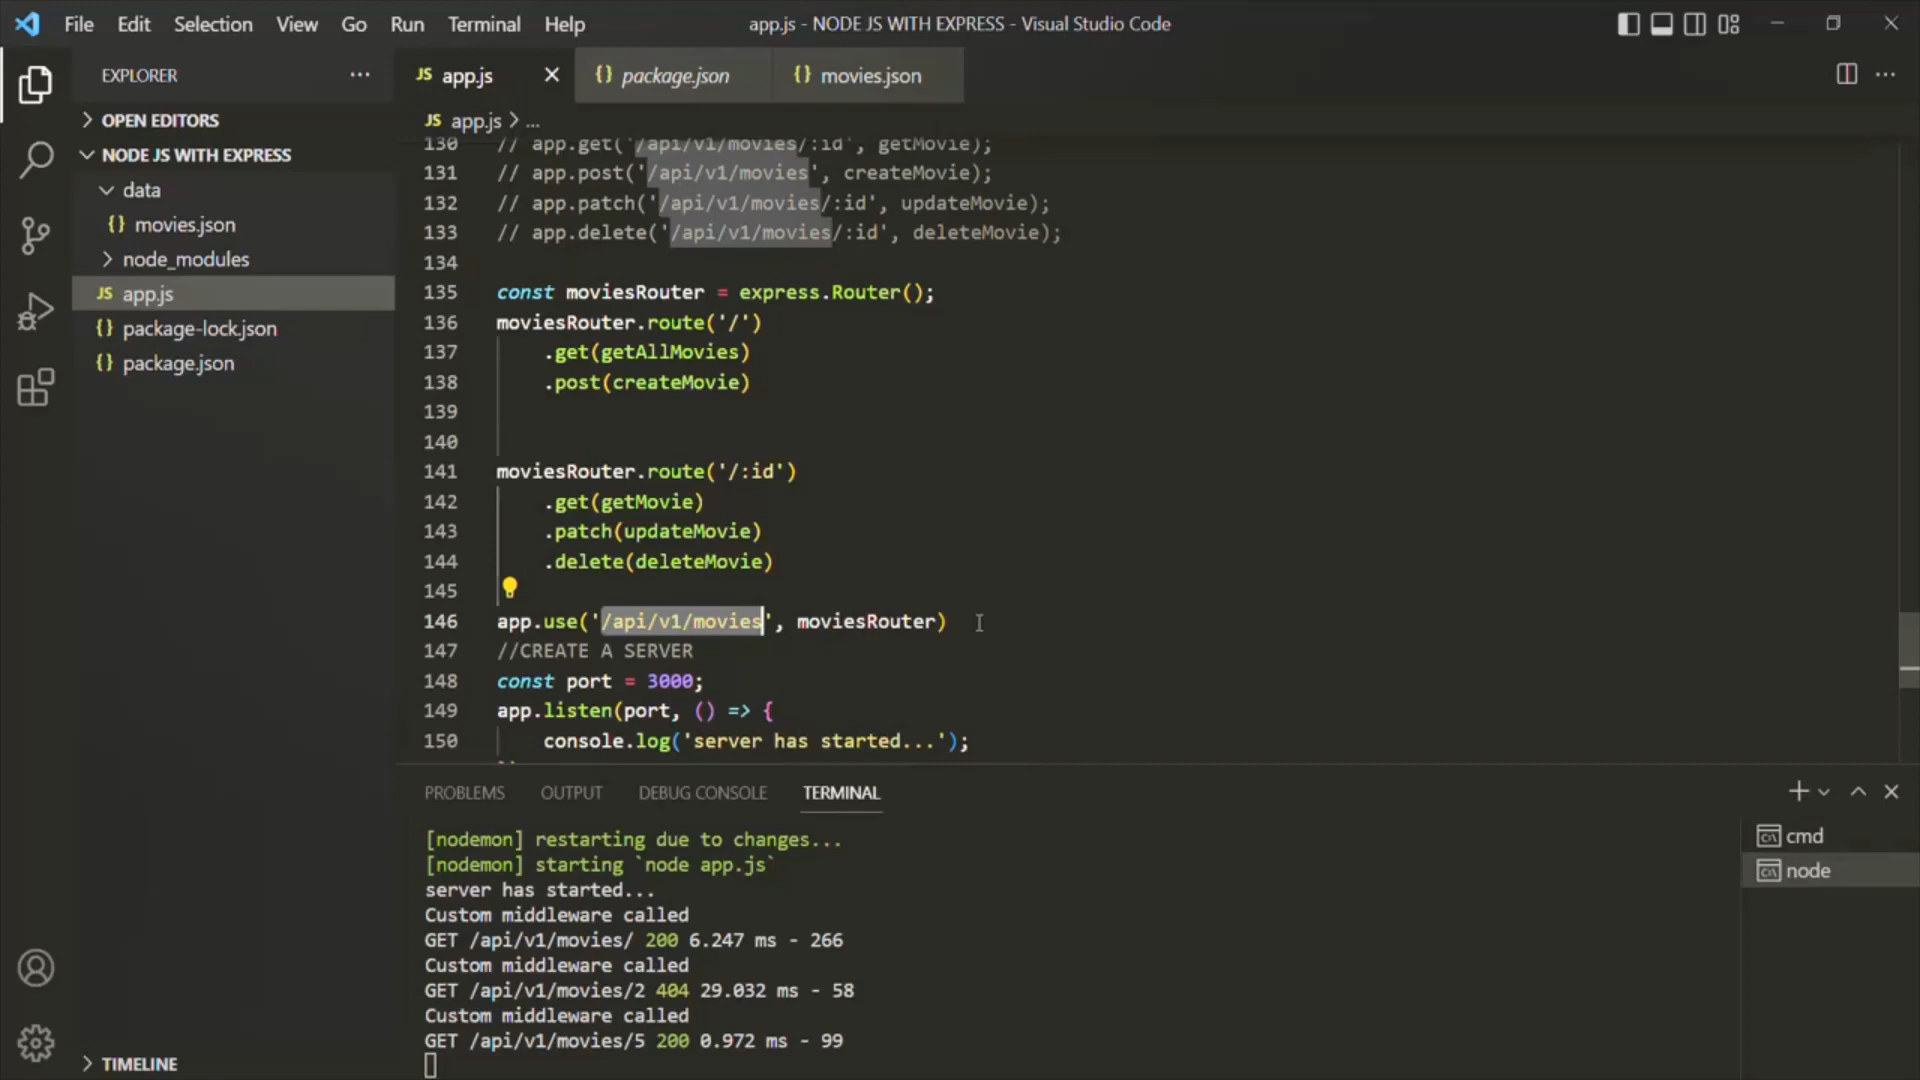 File Edit Selection View Go Run Terminal Help
app.js - NODE JS WITH EXPRESS - Visual Studio Code
EXPLORER
OPEN EDITORS
NODE JS WITH EXPRESS
data
{} movies.json
node_modules
JS app.js
{} package-lock.json
{} package.json
TIMELINE
JS app.js
{} package.json
{} movies.json
JS app.js > ...
130 // app.get('/api/v1/movies/:id', getMovie);
131 // app.post('/api/v1/movies', createMovie);
132 // app.patch('/api/v1/movies/:id', updateMovie);
133 // app.delete('/api/v1/movies/:id', deleteMovie);
134
135 const moviesRouter = express.Router();
136 moviesRouter.route('/')
137 .get(getAllMovies)
138 .post(createMovie)
139
140
141 moviesRouter.route('/:id')
142 .get(getMovie)
143 .patch(updateMovie)
144 .delete(deleteMovie)
145
146 app.use('/api/v1/movies', moviesRouter)
147 //CREATE A SERVER
148 const port = 3000;
149 app.listen(port, () => {
150 console.log('server has started...');
PROBLEMS OUTPUT DEBUG CONSOLE TERMINAL
[nodemon] restarting due to changes...
[nodemon] starting `node app.js`
server has started...
Custom middleware called
GET /api/v1/movies/ 200 6.247 ms - 266
Custom middleware called
GET /api/v1/movies/2 404 29.032 ms - 58
Custom middleware called
GET /api/v1/movies/5 200 0.972 ms - 99
cmd
node